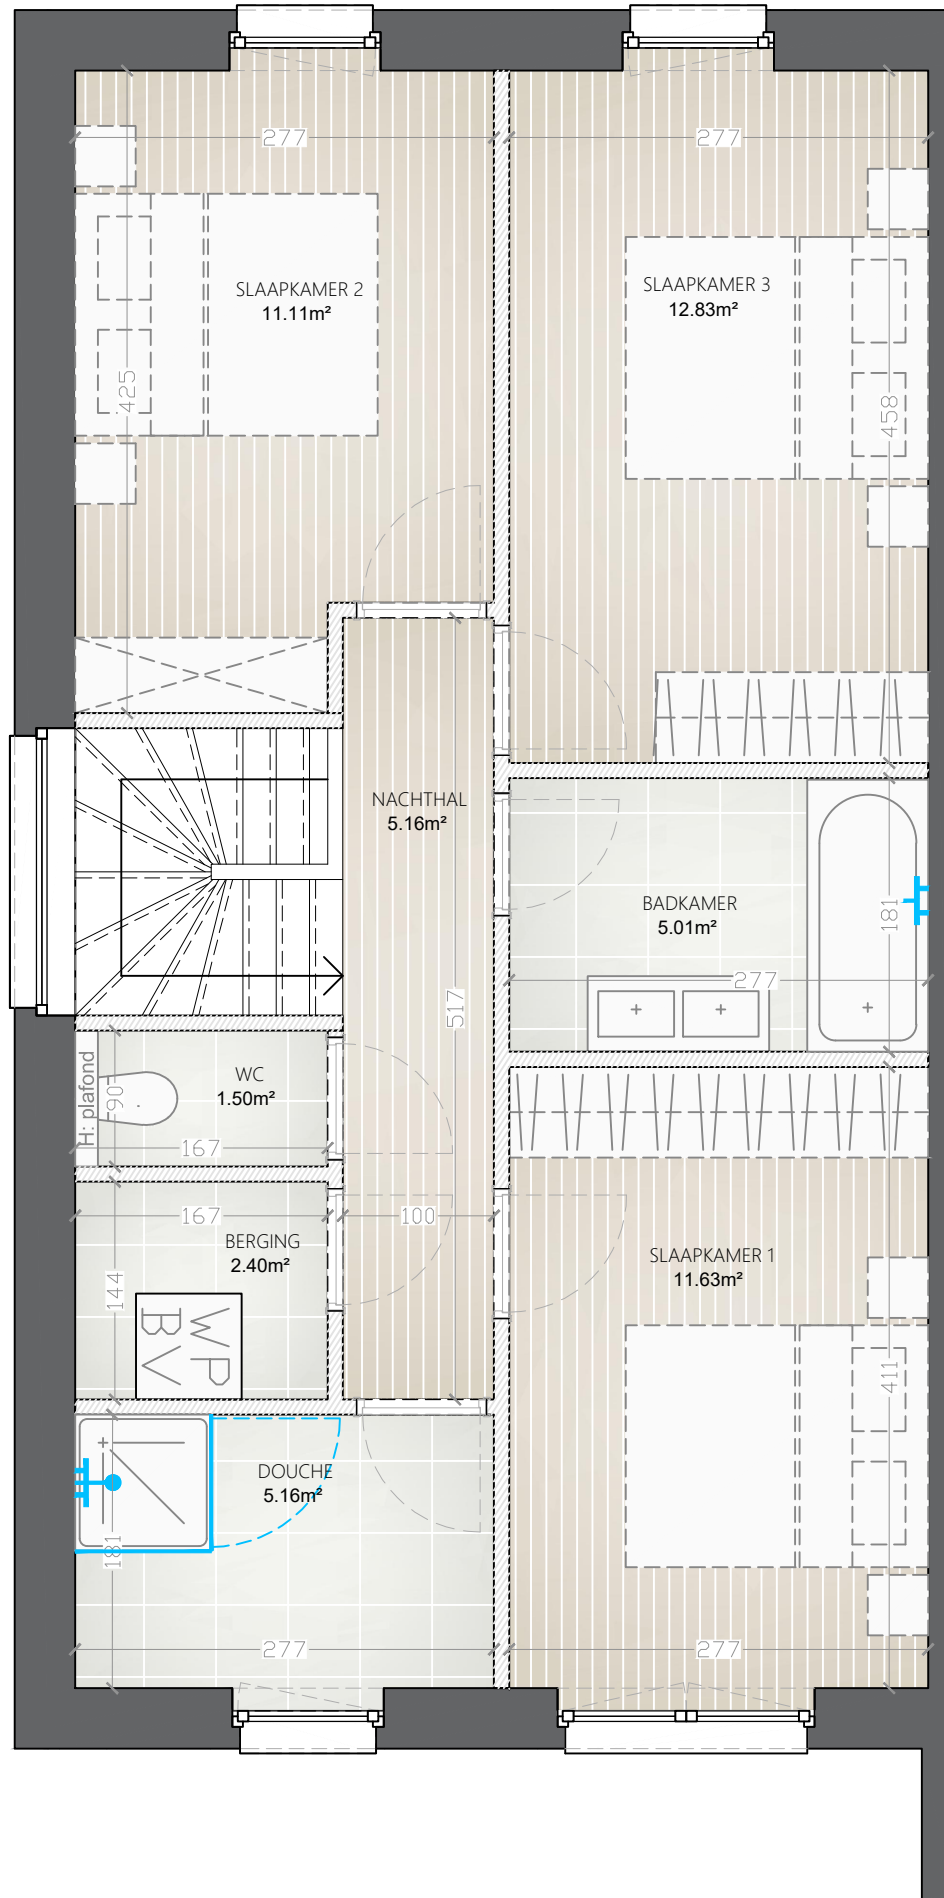 277
277
SLAAPKAMER 2
11.11m²
SLAAPKAMER 3
12.83m²
425
458
NACHTHAL
5.16m²
BADKAMER
5.01m²
181
277
517
H: plafond
90
WC
1.50m²
167
167
100
BERGING
2.40m²
144
WP
BV
SLAAPKAMER 1
11.63m²
411
DOUCHE
5.16m²
181
277
277